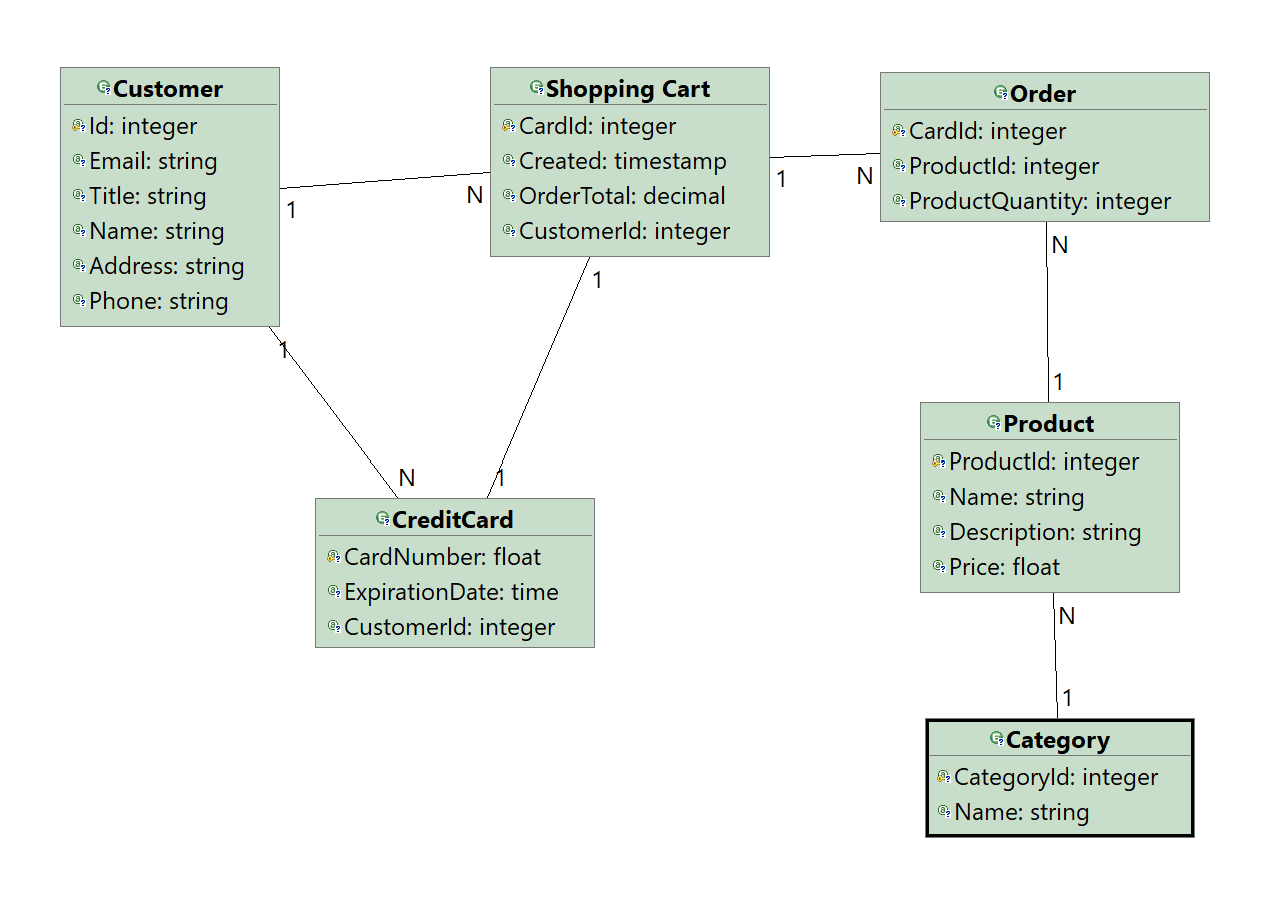 Customer
Id: integer
Email: string
Title: string
Name: string
Address: string
Phone: string
1
N
1
Shopping Cart
CardId: integer
Created: timestamp
OrderTotal: decimal
CustomerId: integer
1
N
1
Order
CardId: integer
ProductId: integer
ProductQuantity: integer
N
1
N
1
CreditCard
CardNumber: float
ExpirationDate: time
CustomerId: integer
Product
ProductId: integer
Name: string
Description: string
Price: float
N
1
Category
CategoryId: integer
Name: string